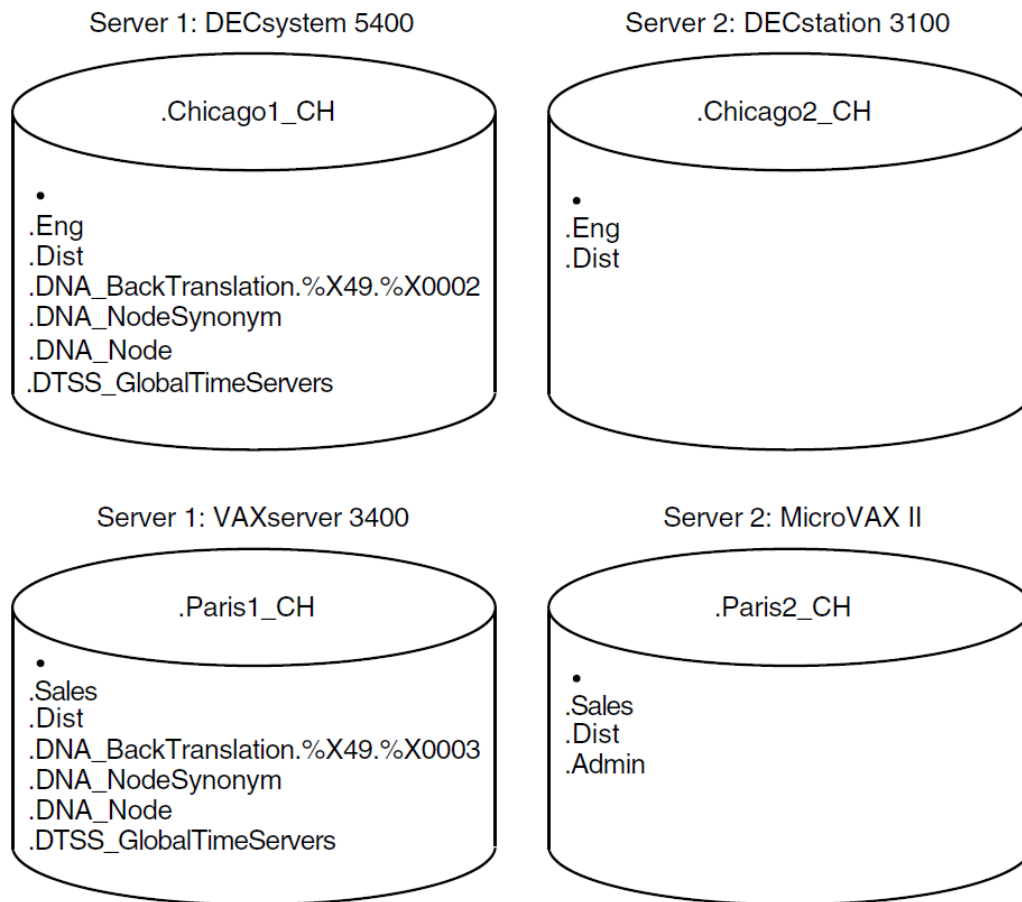 Server 1: DECsystem 5400
.Chicago1_CH
•
.Eng
.Dist
.DNA_BackTranslation.%X49.%X0002
.DNA_NodeSynonym
.DNA_Node
.DTSS_GlobalTimeServers
Server 2: DECstation 3100
.Chicago2_CH
•
.Eng
.Dist
Server 1: VAXserver 3400
.Paris1_CH
•
.Sales
.Dist
.DNA_BackTranslation.%X49.%X0003
.DNA_NodeSynonym
.DNA_Node
.DTSS_GlobalTimeServers
Server 2: MicroVAX II
.Paris2_CH
•
.Sales
.Dist
.Admin